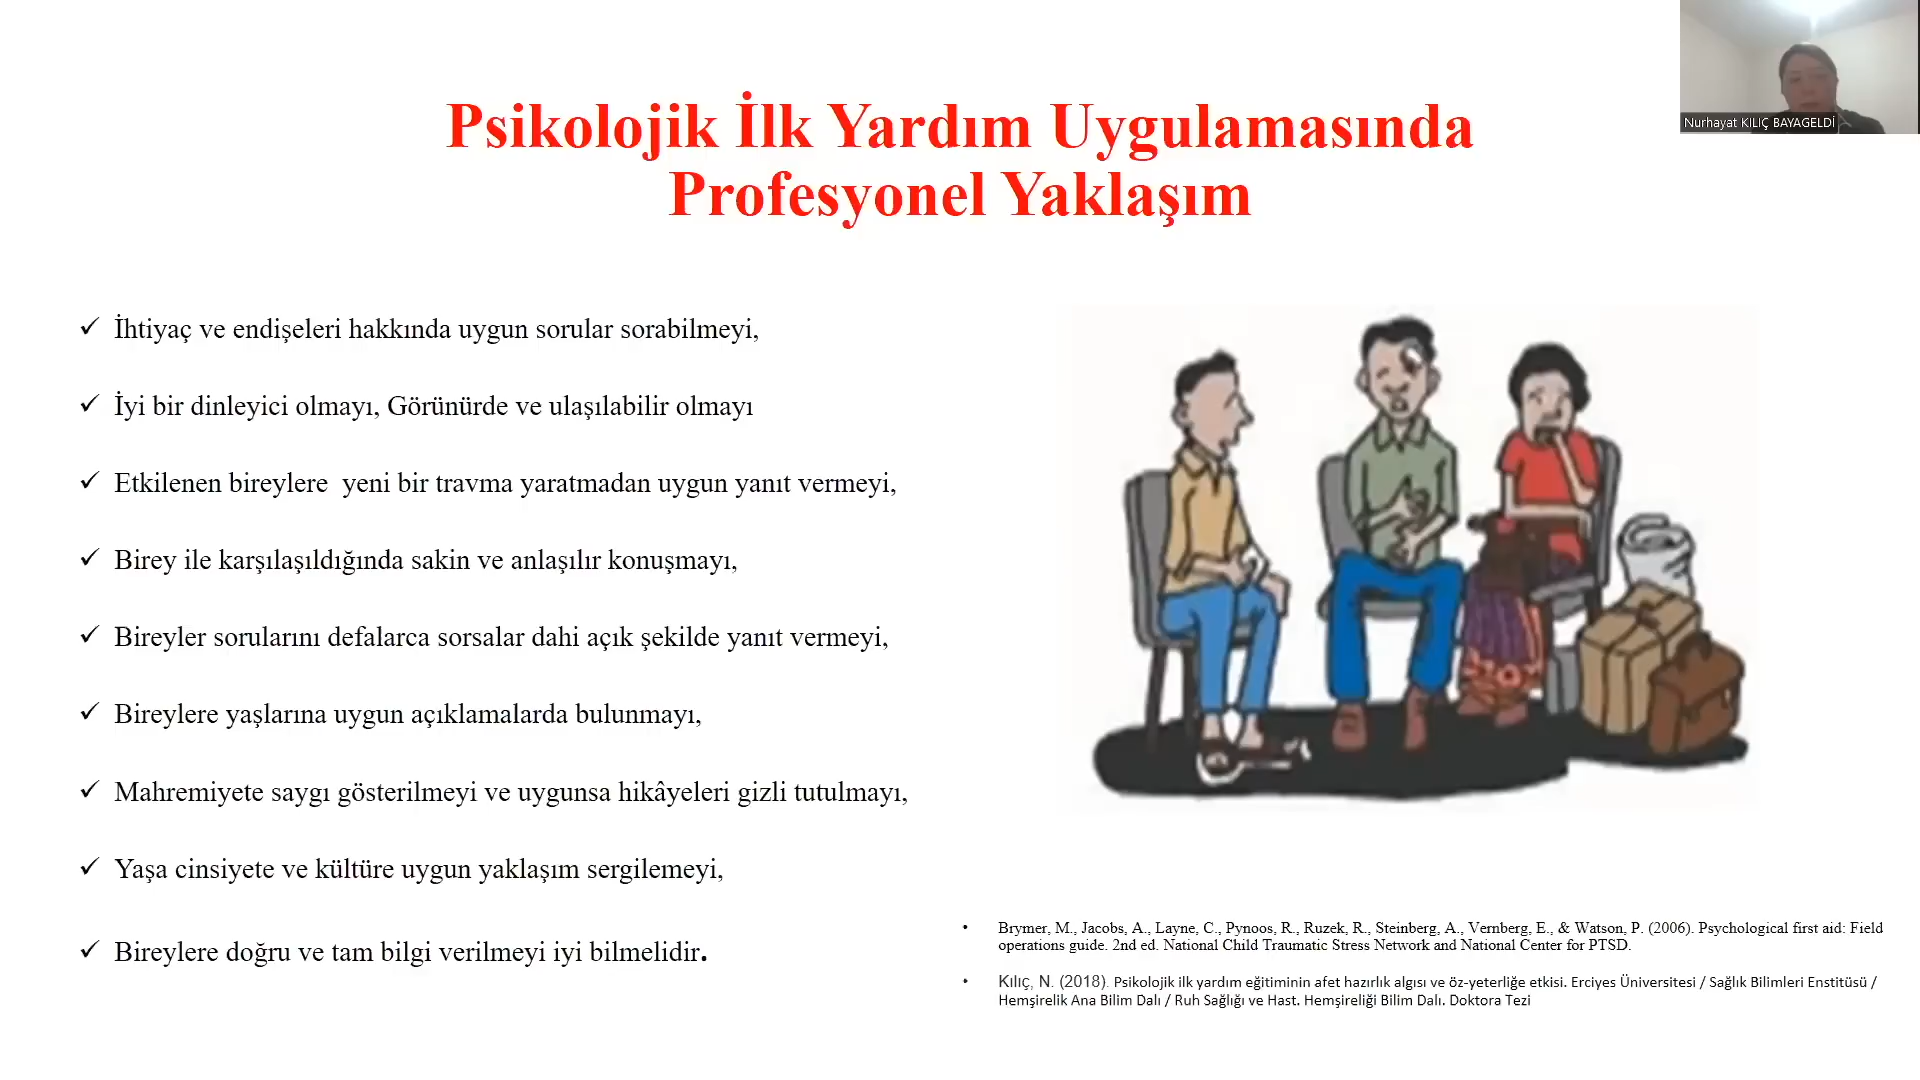 Nurhayat KILIÇ BAYAGELDİ
Psikolojik İlk Yardım Uygulamasında
Profesyonel Yaklaşım
✓ İhtiyaç ve endişeleri hakkında uygun sorular sorabilmeyi,
✓ İyi bir dinleyici olmayı, Görünürde ve ulaşılabilir olmayı
✓ Etkilenen bireylere yeni bir travma yaratmadan uygun yanıt vermeyi,
✓ Birey ile karşılaşıldığında sakin ve anlaşılır konuşmayı,
✓ Bireyler sorularını defalarca sorsalar dahi açık şekilde yanıt vermeyi,
✓ Bireylere yaşlarına uygun açıklamalarda bulunmayı,
✓ Mahremiyete saygı gösterilmeyi ve uygunsa hikâyeleri gizli tutulmayı,
✓ Yaşa cinsiyete ve kültüre uygun yaklaşım sergilemeyi,
✓ Bireylere doğru ve tam bilgi verilmeyi iyi bilmelidir.
• Brymer, M., Jacobs, A., Layne, C., Pynoos, R., Ruzek, R., Steinberg, A., Vernberg, E., & Watson, P. (2006). Psychological first aid: Field
operations guide. 2nd ed. National Child Traumatic Stress Network and National Center for PTSD.
• Kılıç, N. (2018). Psikolojik ilk yardım eğitiminin afet hazırlık algısı ve öz-yeterliğe etkisi. Erciyes Üniversitesi / Sağlık Bilimleri Enstitüsü /
Hemşirelik Ana Bilim Dalı / Ruh Sağlığı ve Hast. Hemşireliği Bilim Dalı. Doktora Tezi